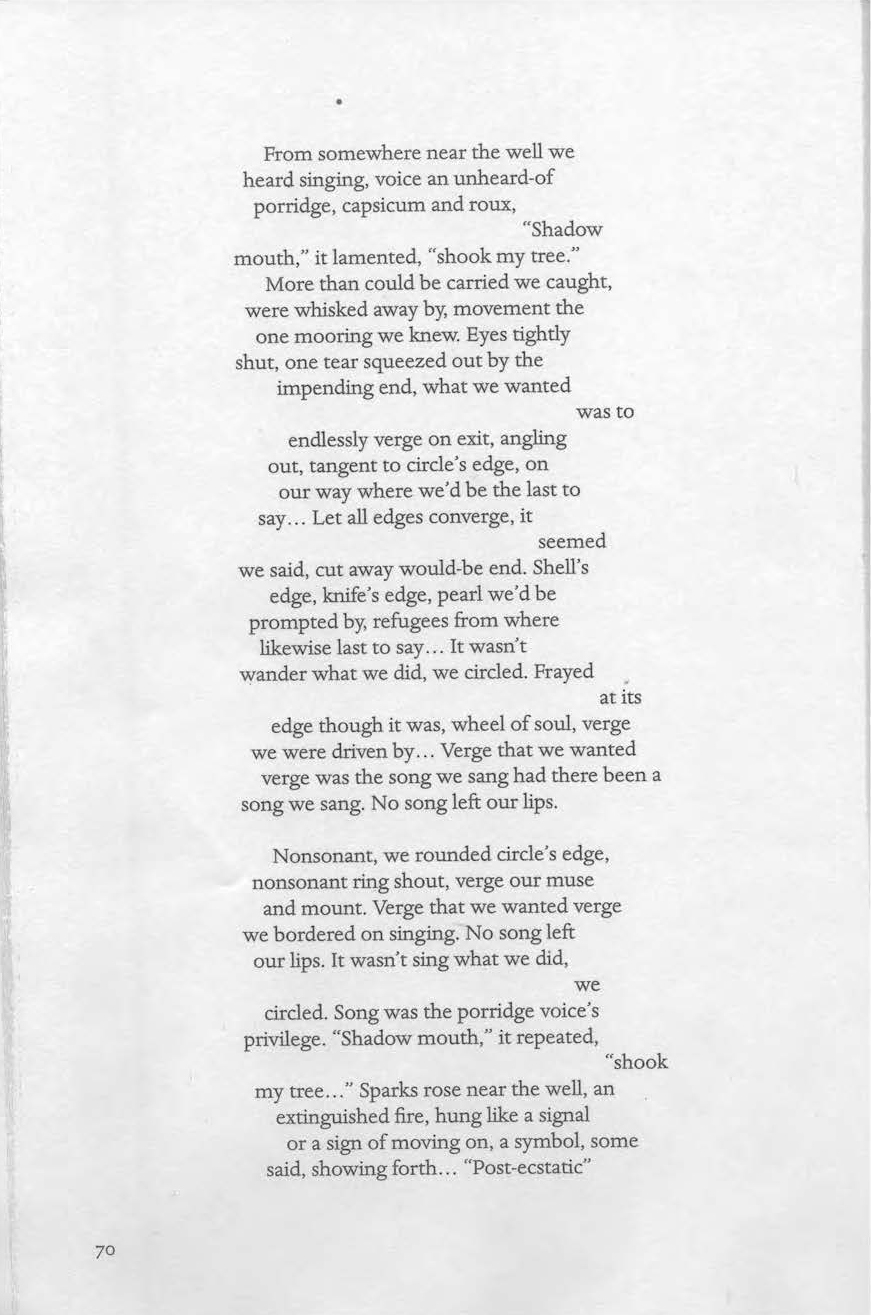 From somewhere near the well we
heard singing, voice an unheard-of
porridge, capsicum and roux,
“Shadow
mouth,” it lamented, “shook my tree.”
More than could be carried we caught,
were whisked away by, movement the
one mooring we knew. Eyes tightly
shut, one tear squeezed out by the
impending end, what we wanted
was to
endlessly verge on exit, angling
out, tangent to circle’s edge, on
our way where we’d be the last to
say… Let all edges converge, it
seemed
we said, cut away would-be end. Shell’s
edge, knife’s edge, pearl we’d be
prompted by, refugees from where
likewise last to say… It wasn’t
wander what we did, we circled. Frayed
at its
edge though it was, wheel of soul, verge
we were driven by… Verge that we wanted
verge was the song we sang had there been a
song we sang. No song left our lips.
Nonsonant, we rounded circle’s edge,
nonsonant ring shout, verge our muse
and mount. Verge that we wanted verge
we bordered on singing. No song left
our lips. It wasn’t sing what we did,
we
circled. Song was the porridge voice’s
privilege. “Shadow mouth,” it repeated,
“shook
my tree…” Sparks rose near the well, an
extinguished fire, hung like a signal
or a sign of moving on, a symbol, some
said, showing forth… “Post-ecstatic”
70